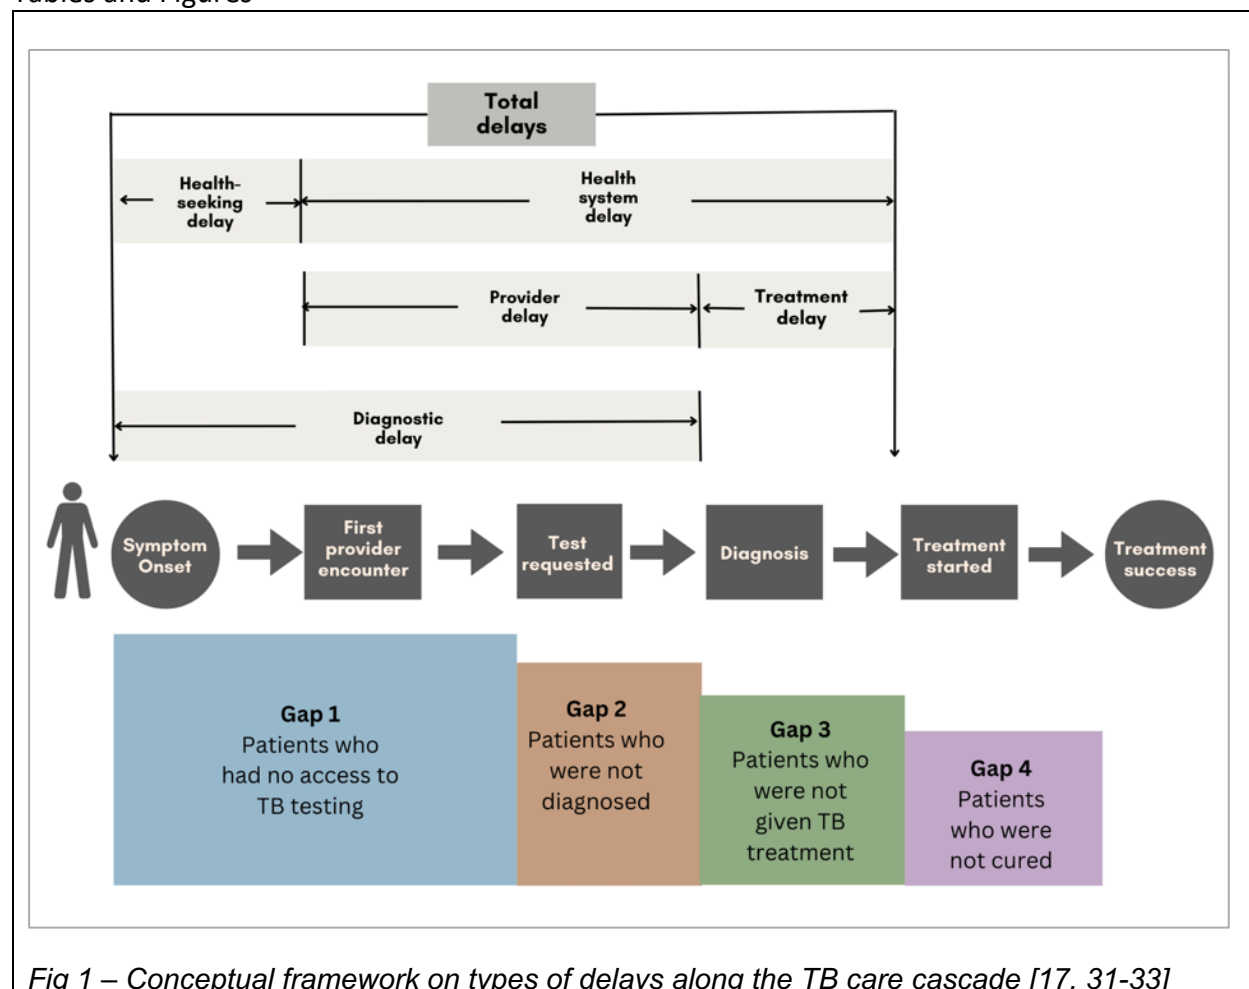 Tables and Figures
Total
delays
Health-
seeking
delay
Health
system
delay
Provider
delay
Treatment
delay
Diagnostic
delay
Symptom
Onset
First
provider
encounter
Test
requested
Diagnosis
Treatment
started
Treatment
success
Gap 1
Patients who
had no access to
TB testing
Gap 2
Patients who
were not
diagnosed
Gap 3
Patients who
were not
given TB
treatment
Gap 4
Patients
who were
not cured
Fig 1 – Conceptual framework on types of delays along the TB care cascade [17, 31-33]